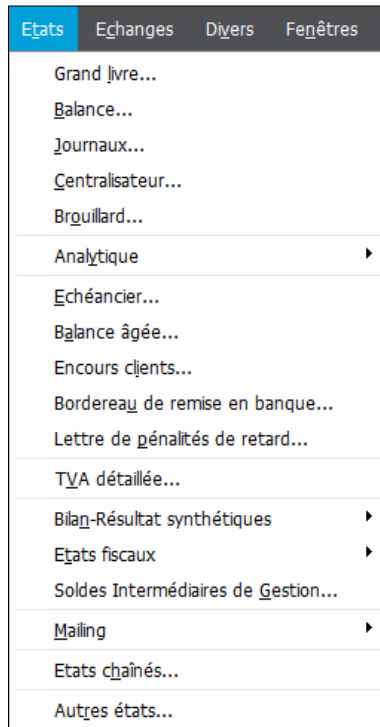 Etats Echanges Divers Fenêtres
Grand livre...
Balance...
Journaux...
Centralisateur...
Brouillard...
Analytique
Echéancier...
Balance âgée...
Encours clients...
Bordereau de remise en banque...
Lettre de pénalités de retard...
TVA détaillée...
Bilan-Résultat synthétiques
Etats fiscaux
Soldes Intermédiaires de Gestion...
Mailing
Etats chaînés...
Autres états...